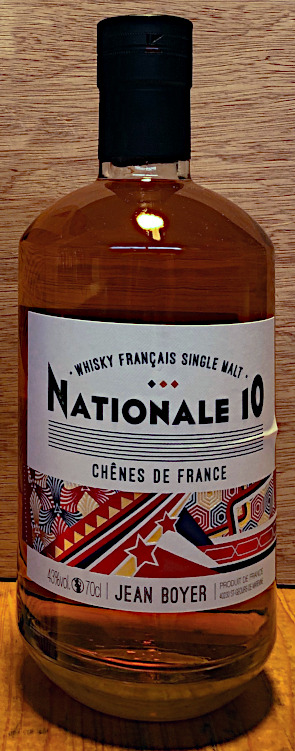 · WHISKY FRANÇAIS SINGLE MALT ·
NATIONALE 10
CHÊNES DE FRANCE
43%vol. 70cl JEAN BOYER PRODUIT DE FRANCE